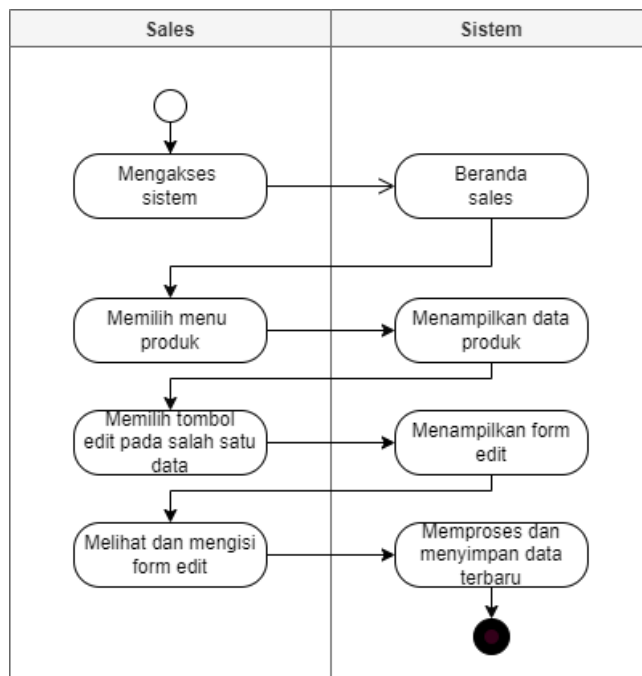 Sales
Sistem
Mengakses
sistem
Beranda
sales
Memilih menu
produk
Menampilkan data
produk
Memilih tombol
edit pada salah satu
data
Menampilkan form
edit
Melihat dan mengisi
form edit
Memproses dan
menyimpan data
terbaru